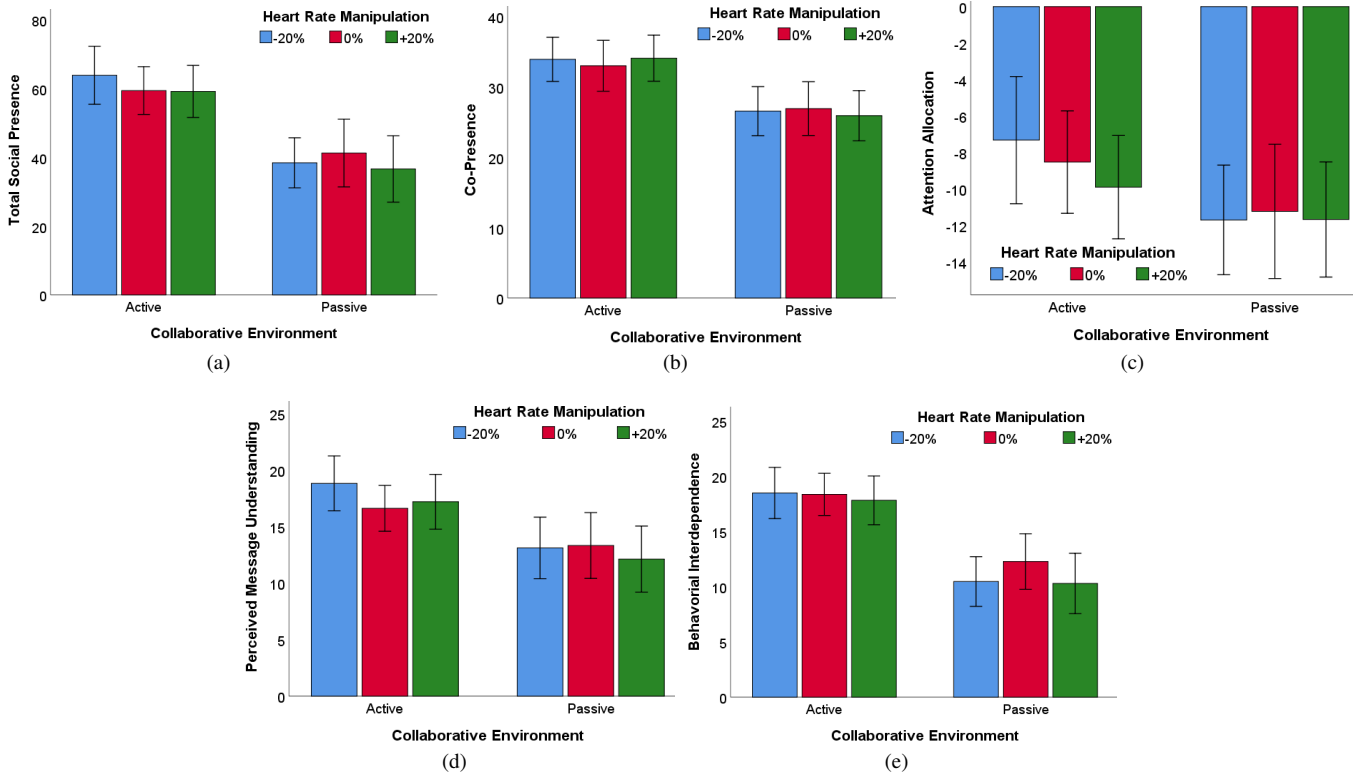 Heart Rate Manipulation
-20% 0% +20%
Total Social Presence
80
60
40
20
0
Active Passive
Collaborative Environment
(a)
Heart Rate Manipulation
-20% 0% +20%
Co-Presence
40
30
20
10
0
Active Passive
Collaborative Environment
(b)
Attention Allocation
0
-2
-4
-6
-8
-10
-12
-14
Heart Rate Manipulation
-20% 0% +20%
Active Passive
Collaborative Environment
(c)
Heart Rate Manipulation
-20% 0% +20%
Perceived Message Understanding
25
20
15
10
5
0
Active Passive
Collaborative Environment
(d)
Heart Rate Manipulation
-20% 0% +20%
Behavorial Interdependence
25
20
15
10
5
0
Active Passive
Collaborative Environment
(e)